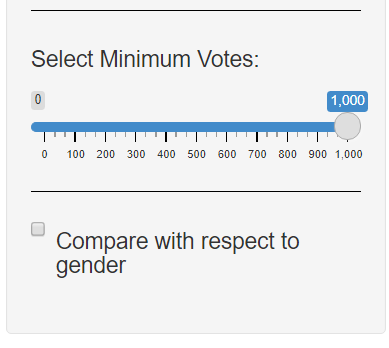 Select Minimum Votes:
0 1,000
0 100 200 300 400 500 600 700 800 900 1,000
Compare with respect to
gender